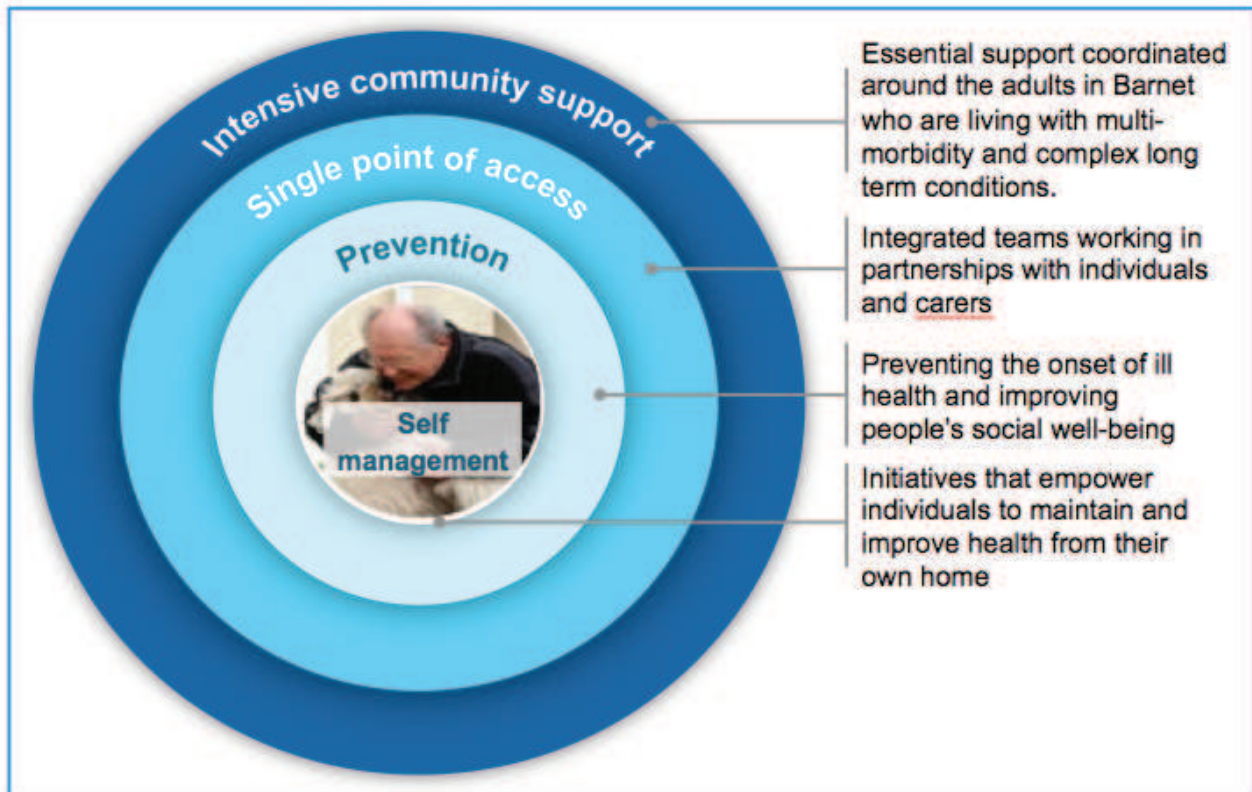 Intensive community support
Single point of access
Prevention
Self
management
Essential support coordinated
around the adults in Barnet
who are living with multi-
morbidity and complex long
term conditions.
Integrated teams working in
partnerships with individuals
and carers
Preventing the onset of ill
health and improving
people's social well-being
Initiatives that empower
individuals to maintain and
improve health from their
own home